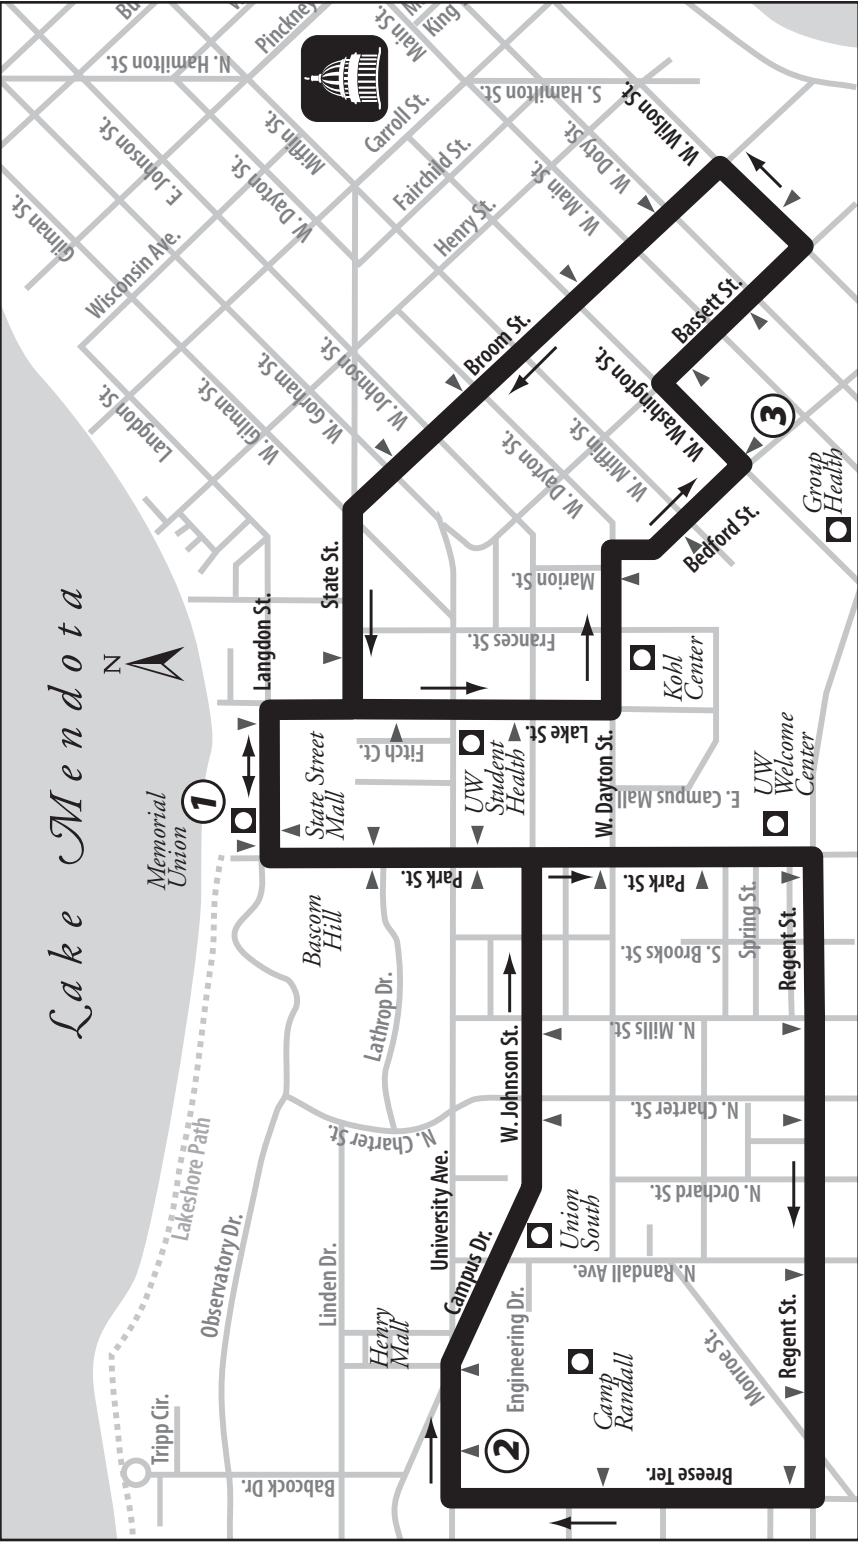 Lake Mendota
N
Lakeshore Path
Tripp Cir.
Observatory Dr.
Babcock Dr.
Linden Dr.
Henry
Mall
University Ave.
Campus Dr.
Engineering Dr.
2
Camp
Randall
Breese Ter.
Regent St.
Monroe St.
N. Randall Ave.
Union
South
N. Orchard St.
N. Charter St.
N. Charter St.
W. Johnson St.
N. Mills St.
Lathrop Dr.
Bascom
Hill
S. Brooks St.
Spring St.
Regent St.
Park St.
Park St.
Memorial
Union
1
State Street
Mall
Fitch Ct.
UW
Student
Health
Lake St.
W. Dayton St.
E. Campus Mall
UW
Welcome
Center
Kohl
Center
Langdon St.
State St.
Frances St.
Marion St.
Bedford St.
3
Group
Health
W. Washington St.
W. Mifflin St.
W. Dayton St.
Bassett St.
Broom St.
W. Johnson St.
W. Gorham St.
W. Gilman St.
Langdon St.
Wisconsin Ave.
Gilman St.
E. Johnson St.
N. Hamilton St.
W. Dayton St.
Mifflin St.
Carroll St.
Fairchild St.
Henry St.
W. Main St.
W. Doty St.
W. Wilson St.
S. Hamilton St.
Pinckney
Main St.
King
Bu
M